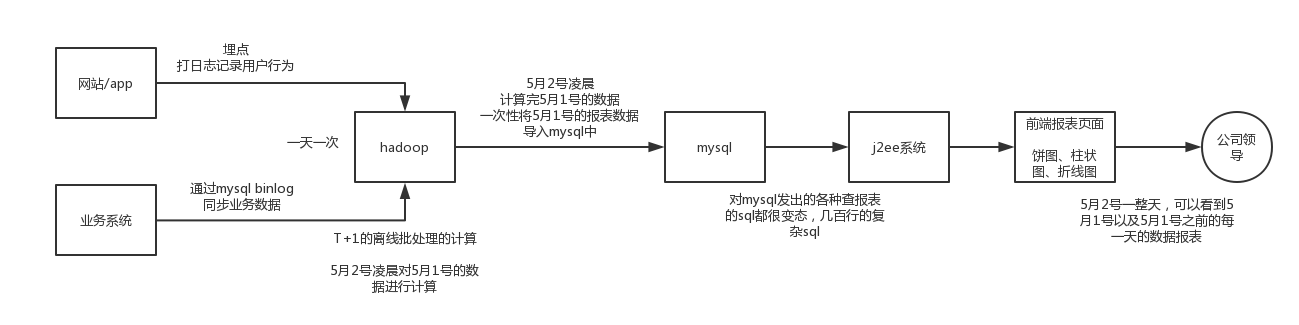 网站/app
埋点
打日志记录用户行为
一天一次
hadoop
业务系统
通过mysql binlog
同步业务数据
T+1的离线批处理的计算
5月2号凌晨对5月1号的数
据进行计算
5月2号凌晨
计算完5月1号的数据
一次性将5月1号的报表数据
导入mysql中
mysql
对mysql发出的各种查报表
的sql都很变态，几百行的复
杂sql
j2ee系统
前端报表页面
饼图、柱状
图、折线图
公司领
导
5月2号一整天，可以看到5
月1号以及5月1号之前的每
一天的数据报表